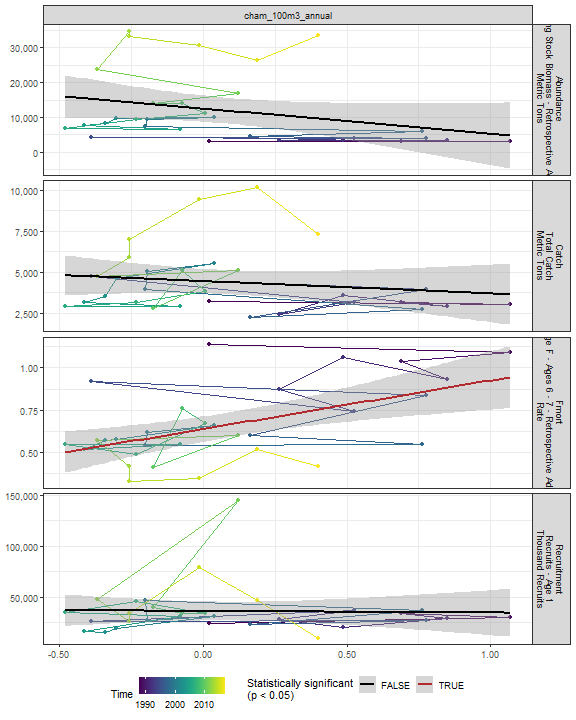 cham_100m3_annual
30,000
20,000
10,000
0
Abundance
ng Stock Biomass - Retrospective A
Metric Tons
10,000
7,500
5,000
2,500
Catch
Total Catch
Metric Tons
1.00
0.75
0.50
Fmort
ge F - Ages 6 - 7 - Retrospective Ad
Rate
150,000
100,000
50,000
Recruitment
Recruits - Age 1
Thousand Recruits
-0.50
0.00
0.50
1.00
Time
1990 2000 2010
Statistically significant
(p < 0.05)
FALSE
TRUE